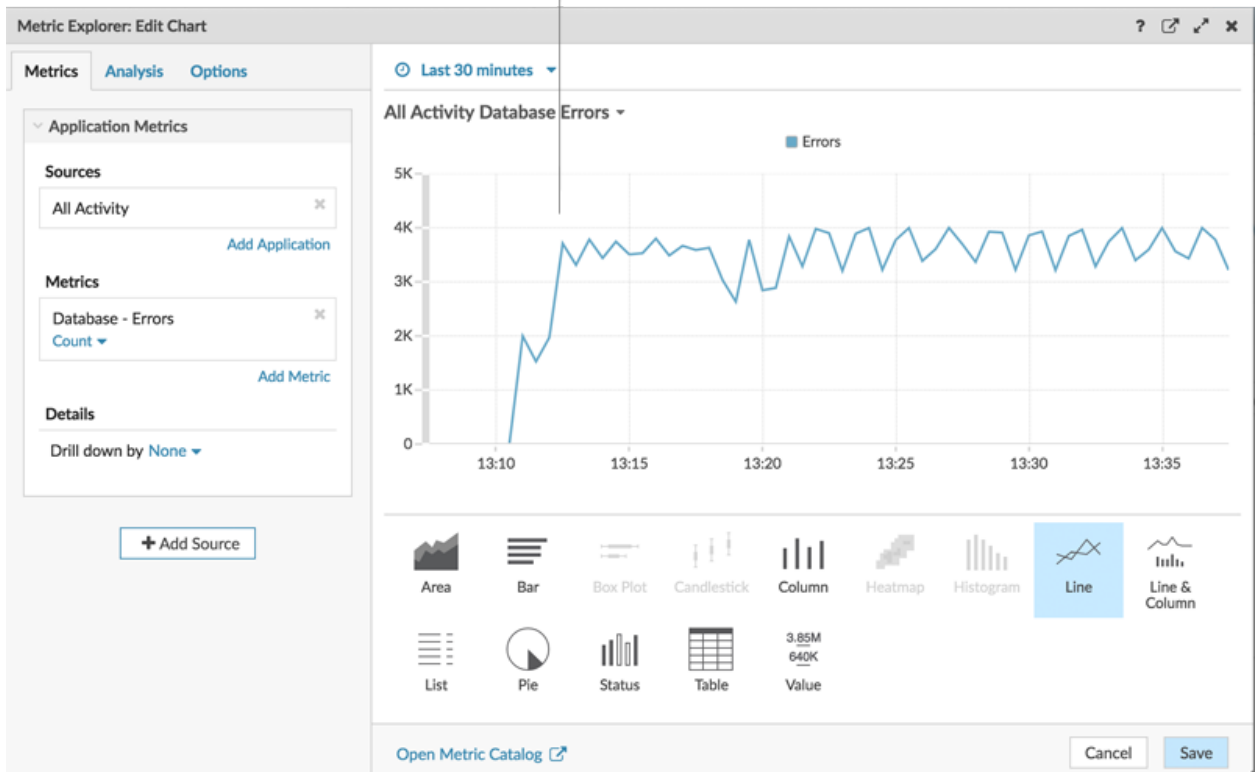 Metric Explorer: Edit Chart
?
Metrics Analysis Options
Application Metrics
Sources
All Activity
Add Application
Metrics
Database - Errors
Count
Add Metric
Details
Drill down by None
+ Add Source
Last 30 minutes
All Activity Database Errors
Errors
5K
4K
3K
2K
1K
0
13:10 13:15 13:20 13:25 13:30 13:35
Area Bar Box Plot Candlestick Column Heatmap Histogram Line Line &
Column
3.85M
640K
List Pie Status Table Value
Open Metric Catalog
Cancel Save